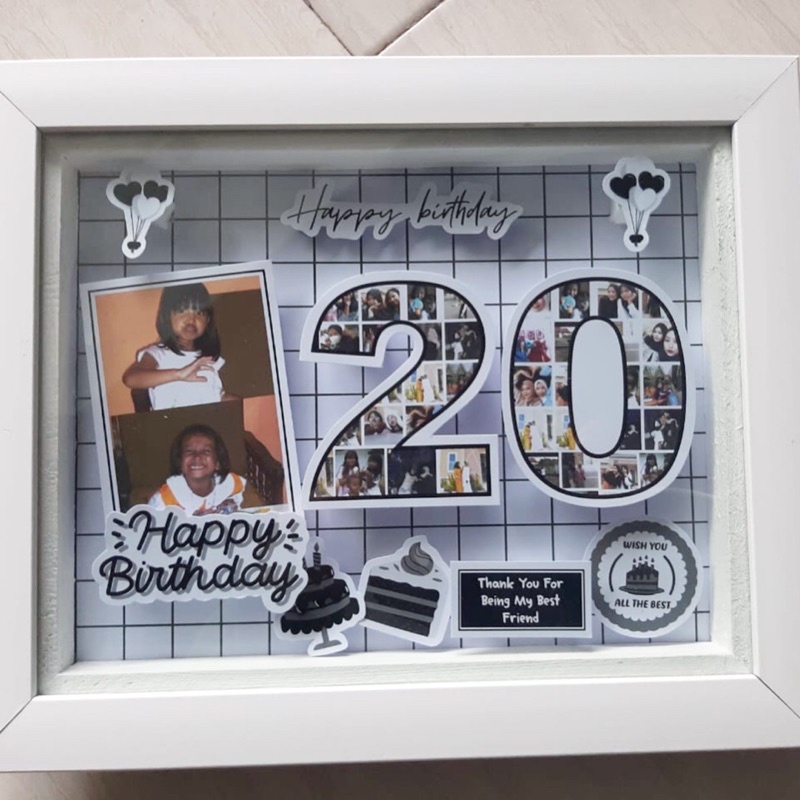 Happy birthday
20
Happy
Birthday
Thank You For
Being My Best
Friend
WISH YOU
ALL THE BEST